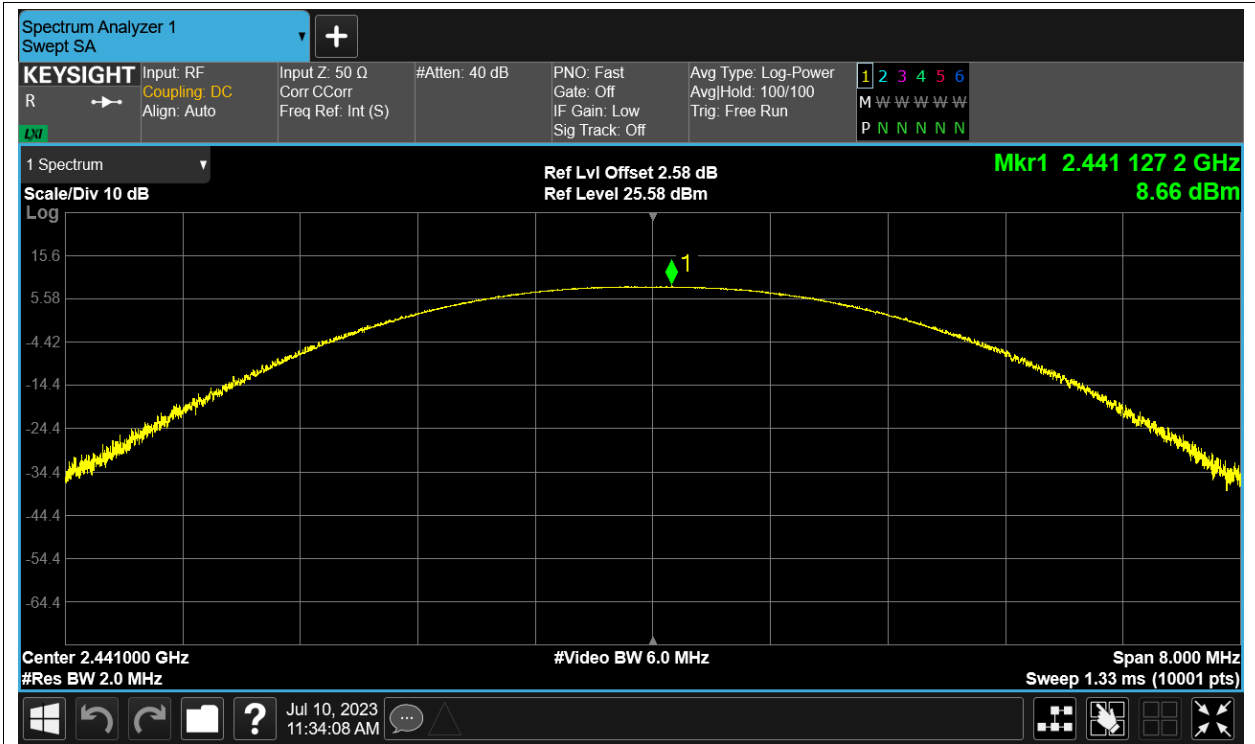 Spectrum Analyzer 1
Swept SA
KEYSIGHT
R
LXI
Input: RF
Coupling: DC
Align: Auto
Input Z: 50 Ω
Corr CCorr
Freq Ref: Int (S)
#Atten: 40 dB
PNO: Fast
Gate: Off
IF Gain: Low
Sig Track: Off
Avg Type: Log-Power
Avg|Hold: 100/100
Trig: Free Run
1 2 3 4 5 6
M W W W W W
P N N N N N
1 Spectrum
Scale/Div 10 dB
Log
Ref Lvl Offset 2.58 dB
Ref Level 25.58 dBm
Mkr1 2.441 127 2 GHz
8.66 dBm
1
15.6
5.58
-4.42
-14.4
-24.4
-34.4
-44.4
-54.4
-64.4
Center 2.441000 GHz
#Video BW 6.0 MHz
Span 8.000 MHz
#Res BW 2.0 MHz
Sweep 1.33 ms (10001 pts)
?
Jul 10, 2023
11:34:08 AM